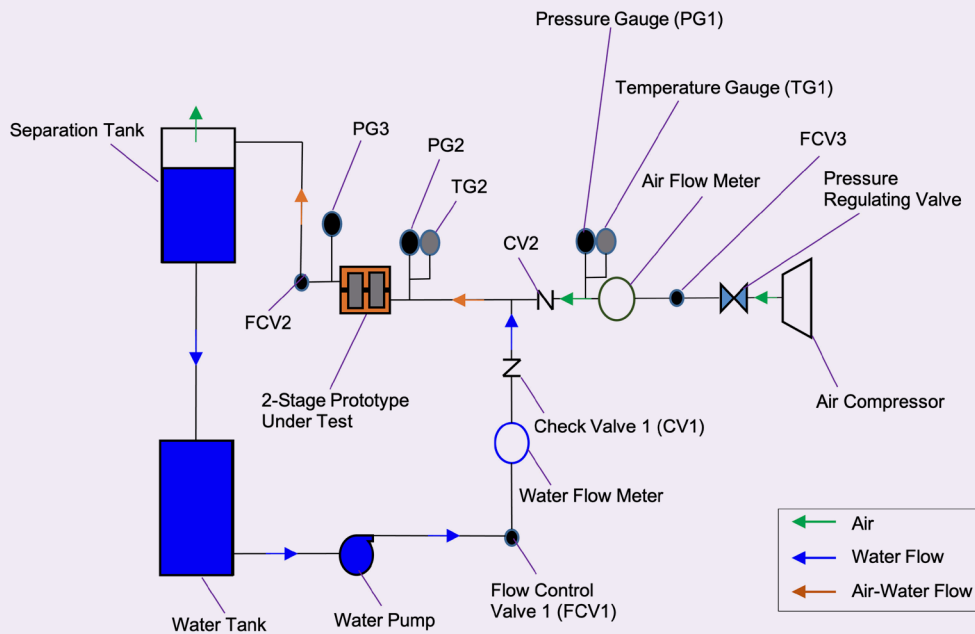 Pressure Gauge (PG1)
Temperature Gauge (TG1)
Separation Tank
PG3
PG2
TG2
FCV3
Air Flow Meter
Pressure
Regulating Valve
CV2
FCV2
2-Stage Prototype
Under Test
Air Compressor
Check Valve 1 (CV1)
Water Flow Meter
Flow Control
Valve 1 (FCV1)
Water Tank
Water Pump
Air
Water Flow
Air-Water Flow